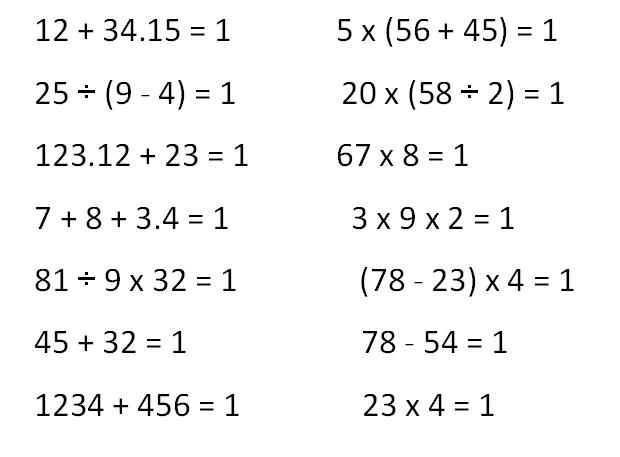 12 + 34.15 = 1
5 x (56 + 45) = 1
25 ÷ (9 - 4) = 1
20 x (58 ÷ 2) = 1
123.12 + 23 = 1
67 x 8 = 1
7 + 8 + 3.4 = 1
3 x 9 x 2 = 1
81 ÷ 9 x 32 = 1
(78 - 23) x 4 = 1
45 + 32 = 1
78 - 54 = 1
1234 + 456 = 1
23 x 4 = 1